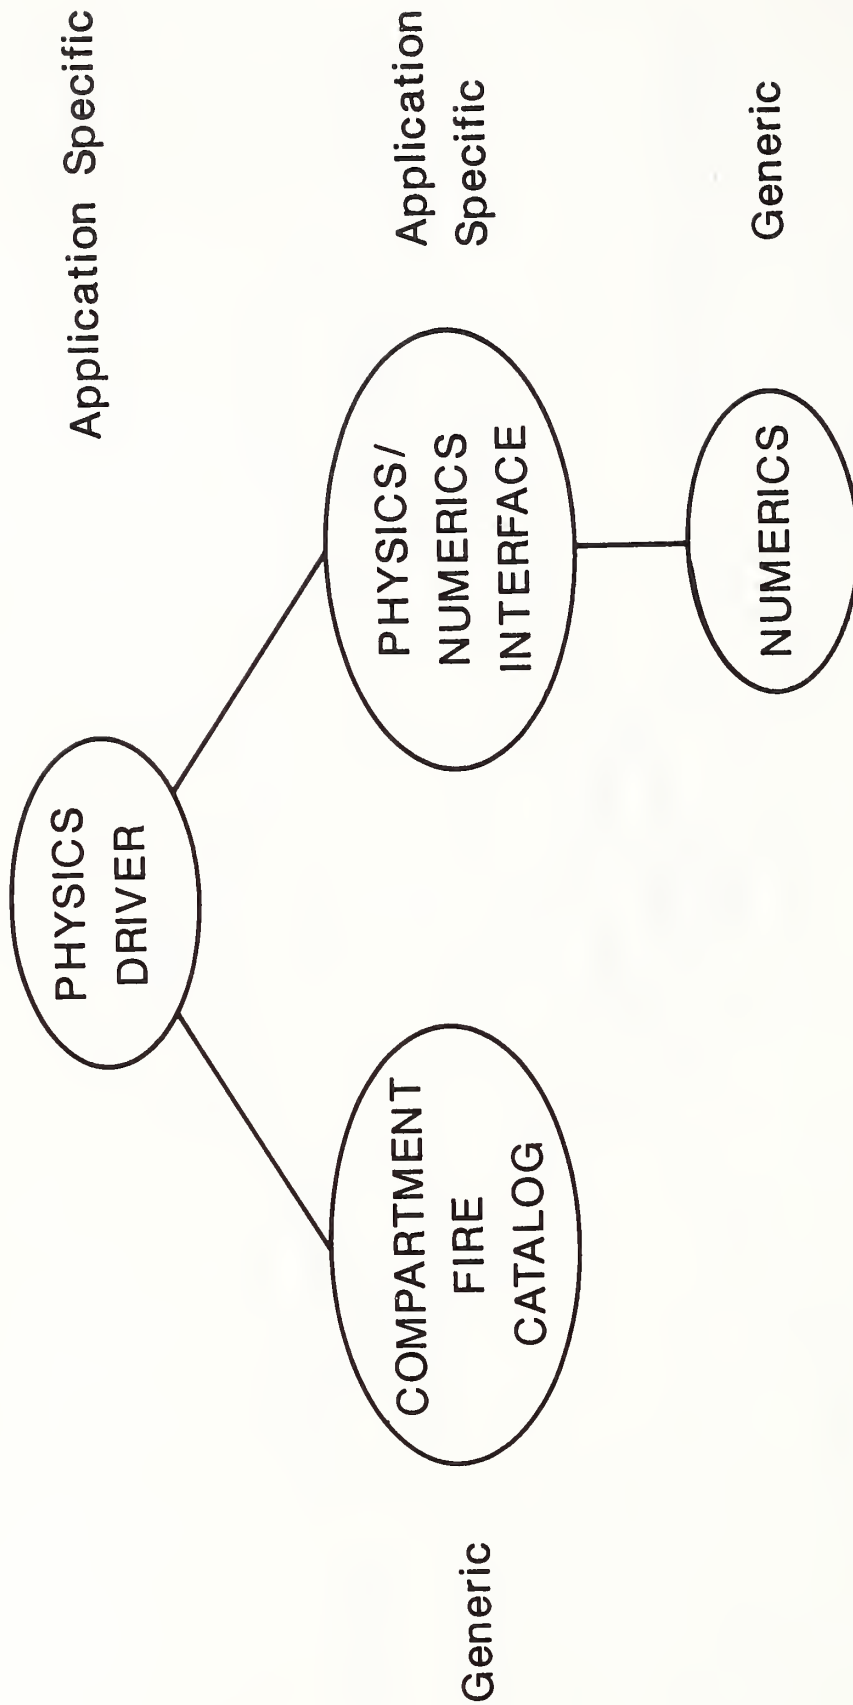 PHYSICS
DRIVER
Application Specific
Generic
COMPARTMENT
FIRE
CATALOG
PHYSICS/
NUMERICS
INTERFACE
Application
Specific
NUMERICS
Generic